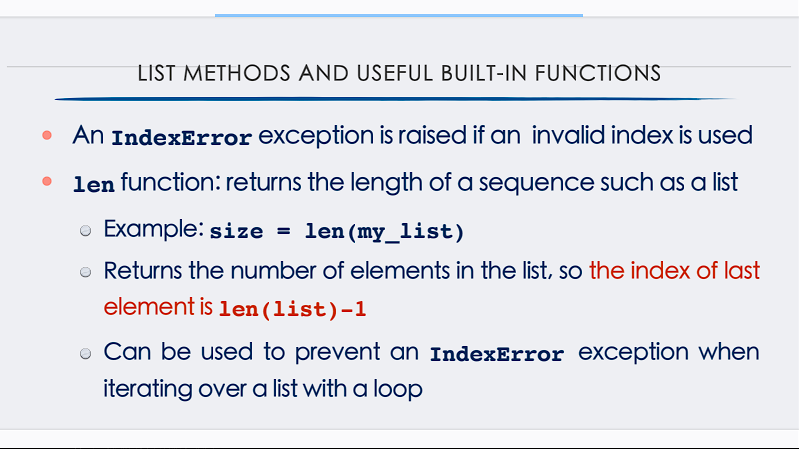 LIST METHODS AND USEFUL BUILT-IN FUNCTIONS
An IndexError exception is raised if an invalid index is used
len function: returns the length of a sequence such as a list
Example: size = len(my_list)
Returns the number of elements in the list, so the index of last
element is len(list)-1
Can be used to prevent an IndexError exception when
iterating over a list with a loop